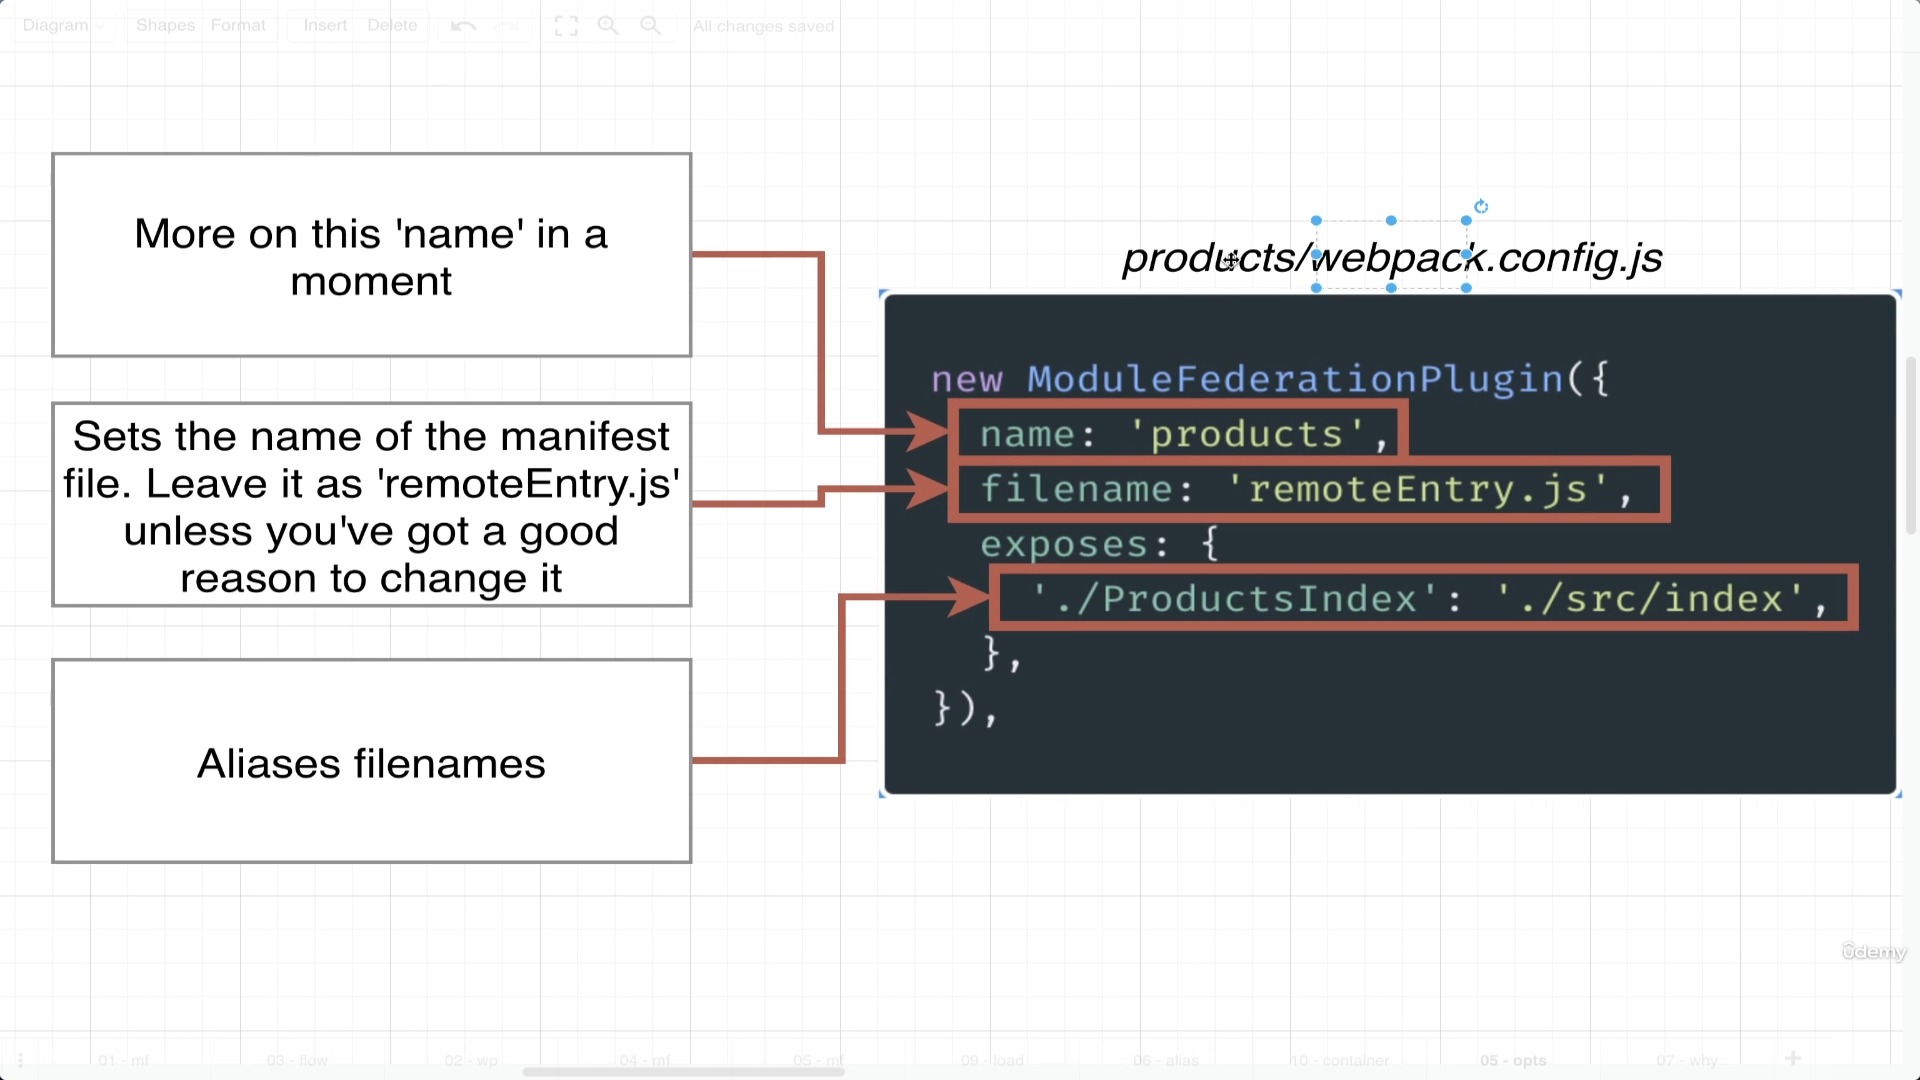 Diagram
Shapes
Format
Insert
Delete
All changes saved
More on this 'name' in a
moment
Sets the name of the manifest
file. Leave it as 'remoteEntry.js'
unless you've got a good
reason to change it
Aliases filenames
products/webpack.config.js
new ModuleFederationPlugin({
name: 'products',
filename: 'remoteEntry.js',
exposes: {
'./ProductsIndex': './src/index',
},
}),
ûdemy
01 - mf
03 - flow
02 - wp
04 - mf
05 - mf
09 - load
06 - alias
10 - container
05 - opts
07 - why